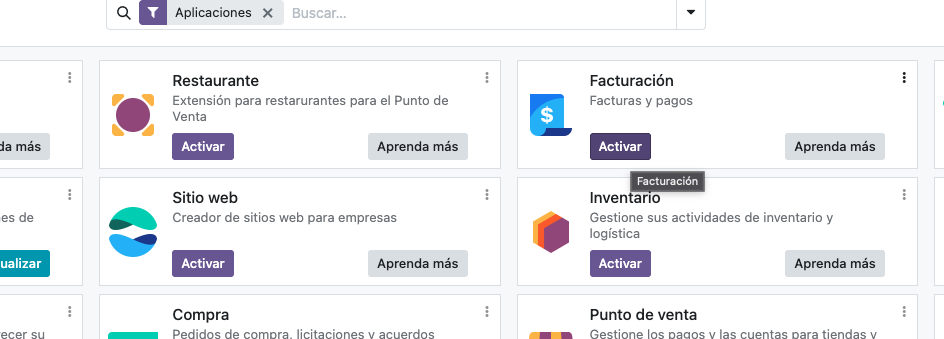 Aplicaciones
Buscar...
Restaurante
Extensión para restarurantes para el Punto de
Venta
Activar
Aprenda más
Facturación
$
Facturas y pagos
Activar
Aprenda más
Facturación
da más
Sitio web
Creador de sitios web para empresas
Activar
Aprenda más
Inventario
Gestione sus actividades de inventario y
logística
Activar
Aprenda más
nes de
ualizar
Compra
Pedidos de compra, licitaciones y acuerdos
Punto de venta
Gestione los pagos y las cuentas para tiendas y
recer su